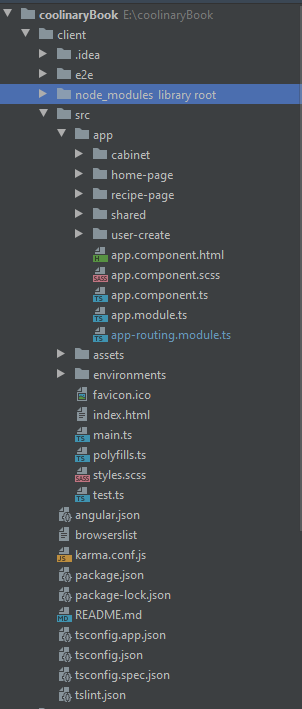 coolinaryBook E:\coolinaryBook
client
.idea
e2e
node_modules library root
src
app
cabinet
home-page
recipe-page
shared
user-create
app.component.html
app.component.scss
app.component.ts
app.module.ts
app-routing.module.ts
assets
environments
favicon.ico
index.html
main.ts
polyfills.ts
styles.scss
test.ts
angular.json
browserslist
karma.conf.js
package.json
package-lock.json
README.md
tsconfig.app.json
tsconfig.json
tsconfig.spec.json
tslint.json